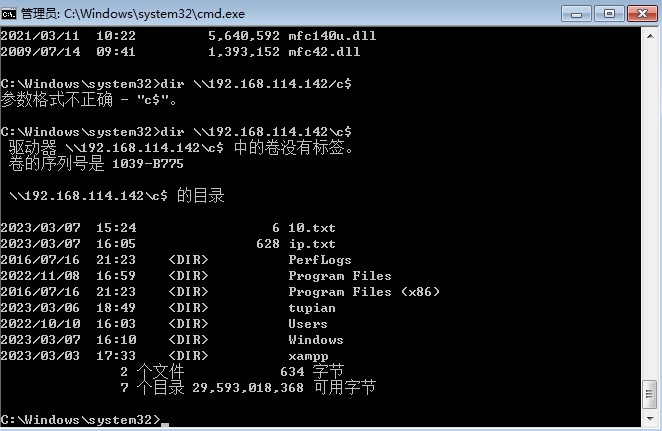 管理员: C:\Windows\system32\cmd.exe
2021/03/11  10:22         5,640,592 mfc140u.dll
2009/07/14  09:41         1,393,152 mfc42.dll
C:\Windows\system32>dir \\192.168.114.142/c$
参数格式不正确 - "c$"。
C:\Windows\system32>dir \\192.168.114.142\c$
 驱动器 \\192.168.114.142\c$ 中的卷没有标签。
 卷的序列号是 1039-B775
 \\192.168.114.142\c$ 的目录
2023/03/07  15:24                 6 10.txt
2023/03/07  16:05               628 ip.txt
2016/07/16  21:23    <DIR>          PerfLogs
2022/11/08  16:59    <DIR>          Program Files
2016/07/16  21:23    <DIR>          Program Files (x86)
2023/03/06  18:49    <DIR>          tupian
2022/10/10  16:03    <DIR>          Users
2023/03/07  16:10    <DIR>          Windows
2023/03/03  17:33    <DIR>          xampp
               2 个文件            634 字节
               7 个目录 29,593,018,368 可用字节
C:\Windows\system32>